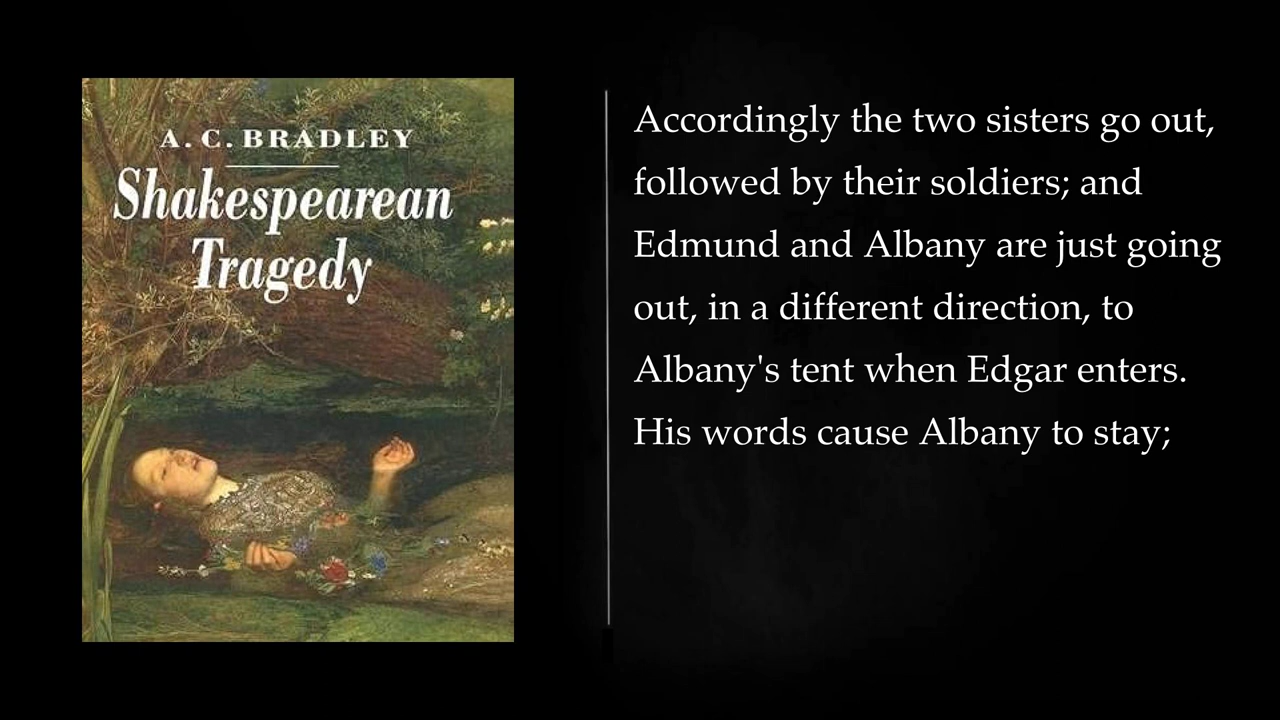 A. C. BRADLEY
Shakespearean
Tragedy
Accordingly the two sisters go out,
followed by their soldiers; and
Edmund and Albany are just going
out, in a different direction, to
Albany's tent when Edgar enters.
His words cause Albany to stay;